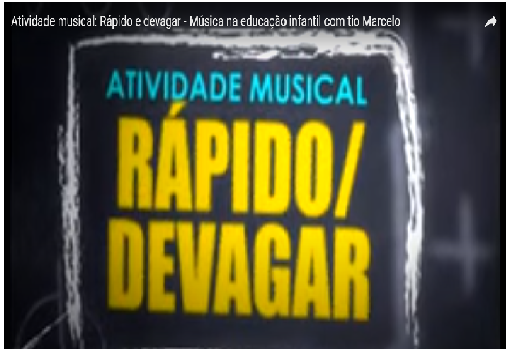 Atividade musical: Rápido e devagar - Música na educação infantil com tio Marcelo
ATIVIDADE MUSICAL
RÁPIDO/
DEVAGAR